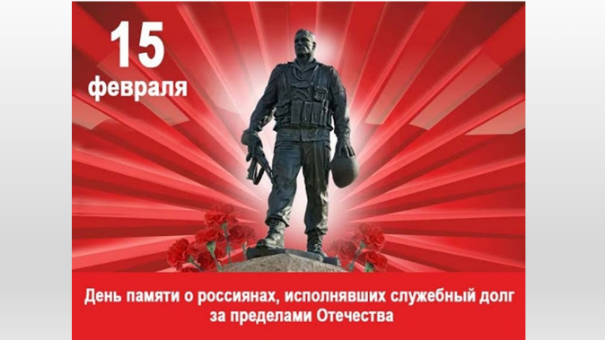 15
февраля
День памяти о россиянах, исполнявших служебный долг
за пределами Отечества